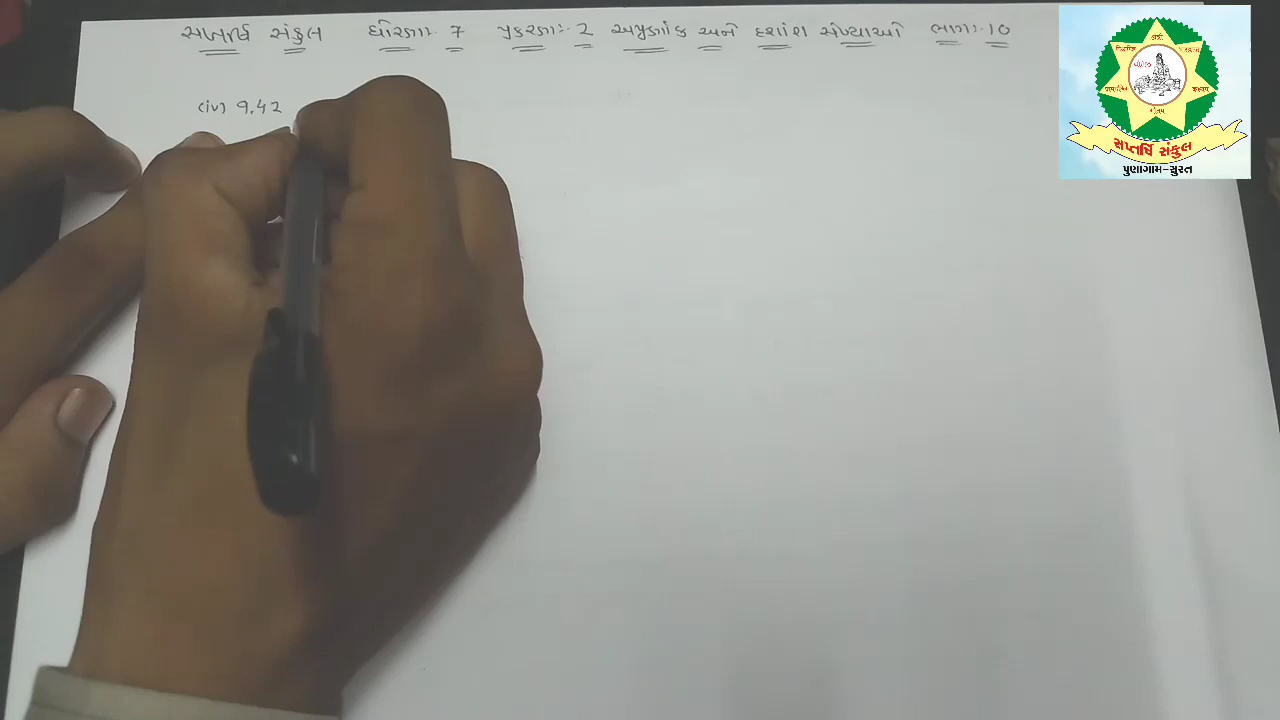 સપ્તર્ષિ સંકુલ ધોરણઃ 7 પ્રકરણઃ 2 અપૂર્ણાંક અને દશાંશ સંખ્યાઓ ભાગઃ 10
(iv) 9.42
સપ્તર્ષિ સંકુલ
પુણાગામ-સુરત